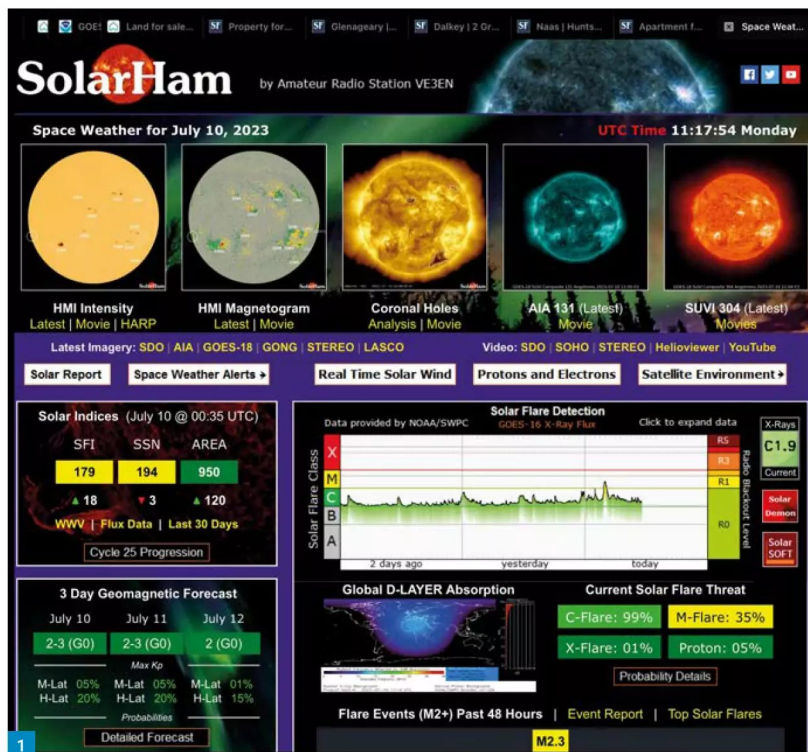 GOES
Land for sale...
SF Property for...
SF Glenageary |...
SF Dalkey | 2 Gr...
SF Naas | Hunts...
SF Apartment f...
Space Weat...
SolarHam
by Amateur Radio Station VE3EN
Space Weather for July 10, 2023
UTC Time 11:17:54 Monday
SolarHam
SolarHam
SolarHam
HMI Intensity
Latest | Movie | HARP
HMI Magnetogram
Latest | Movie
Coronal Holes
Analysis | Movie
AIA 131 (Latest)
Movie
SUVI 304 (Latest)
Movies
Latest Imagery: SDO | AIA | GOES-18 | GONG | STEREO | LASCO
Video: SDO | SOHO | STEREO | Helioviewer | YouTube
Solar Report
Space Weather Alerts →
Real Time Solar Wind
Protons and Electrons
Satellite Environment →
Solar Indices (July 10 @ 00:35 UTC)
SFI SSN AREA
179 194 950
▲ 18 ▼ 3 ▲ 120
WWV | Flux Data | Last 30 Days
Cycle 25 Progression
3 Day Geomagnetic Forecast
July 10 July 11 July 12
2-3 (G0) 2-3 (G0) 2 (G0)
Max Kp
M-Lat 05% M-Lat 05% M-Lat 01%
H-Lat 20% H-Lat 20% H-Lat 15%
Probabilities
Detailed Forecast
Solar Flare Detection
Data provided by NOAA/SWPC
GOES-16 X-Ray Flux
Click to expand data
Solar Flare Class
X
M
C
B
A
R5
R3
R1
R0
Radio Blackout Level
2 days ago yesterday today
X-Rays
C1.9
Current
Solar
Demon
Solar
SOFT
Global D-LAYER Absorption
Current Solar Flare Threat
C-Flare: 99% M-Flare: 35%
X-Flare: 01% Proton: 05%
Probability Details
Flare Events (M2+) Past 48 Hours | Event Report | Top Solar Flares
M2.3
1